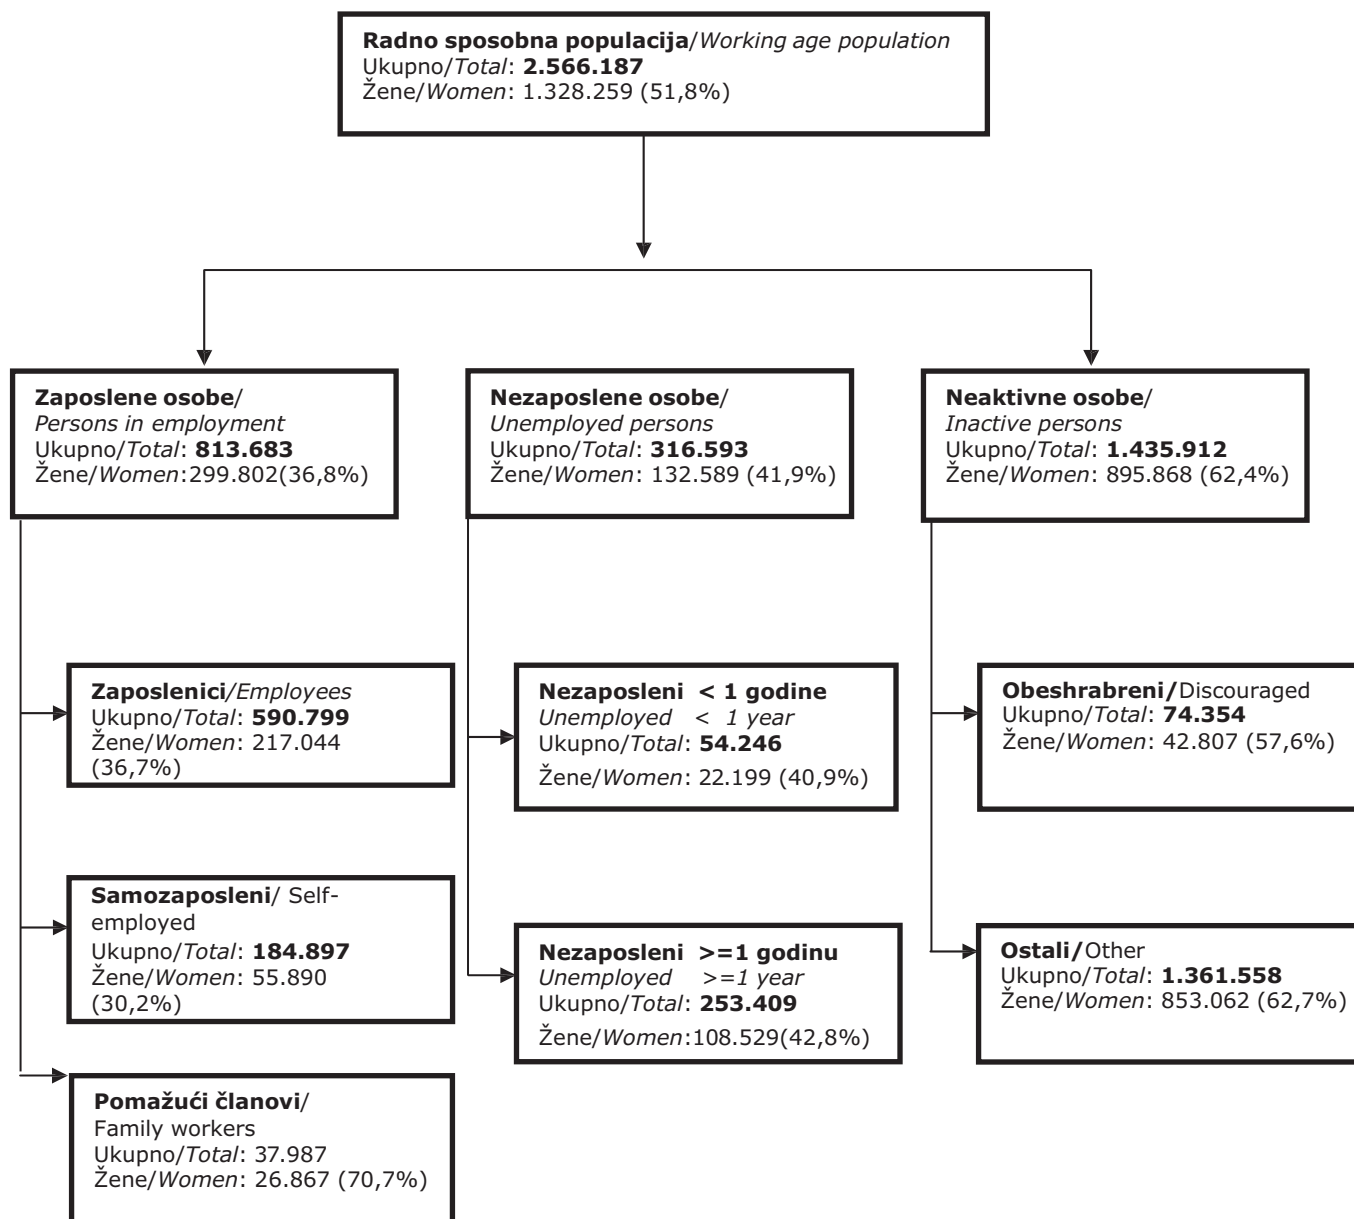 Radno sposobna populacija/Working age population
Ukupno/Total: 2.566.187
Žene/Women: 1.328.259 (51,8%)
Zaposlene osobe/
Persons in employment
Ukupno/Total: 813.683
Žene/Women:299.802(36,8%)
Nezaposlene osobe/
Unemployed persons
Ukupno/Total: 316.593
Žene/Women: 132.589 (41,9%)
Neaktivne osobe/
Inactive persons
Ukupno/Total: 1.435.912
Žene/Women: 895.868 (62,4%)
Zaposlenici/Employees
Ukupno/Total: 590.799
Žene/Women: 217.044
(36,7%)
Nezaposleni < 1 godine
Unemployed < 1 year
Ukupno/Total: 54.246
Žene/Women: 22.199 (40,9%)
Obeshrabreni/Discouraged
Ukupno/Total: 74.354
Žene/Women: 42.807 (57,6%)
Samozaposleni/ Self-
employed
Ukupno/Total: 184.897
Žene/Women: 55.890
(30,2%)
Nezaposleni >=1 godinu
Unemployed >=1 year
Ukupno/Total: 253.409
Žene/Women:108.529(42,8%)
Ostali/Other
Ukupno/Total: 1.361.558
Žene/Women: 853.062 (62,7%)
Pomažući članovi/
Family workers
Ukupno/Total: 37.987
Žene/Women: 26.867 (70,7%)